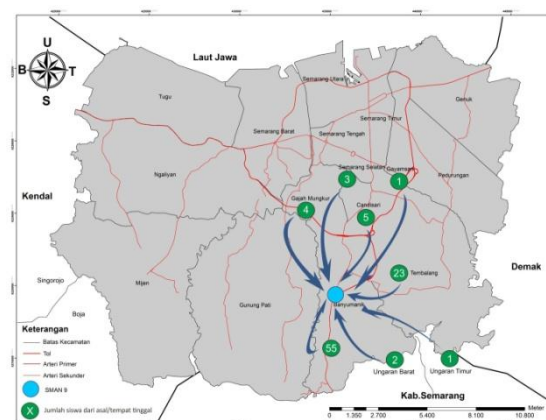 U
Laut Jawa
B
T
S
Semarang Utara
Tugu
Genuk
Semarang Timur
Semarang Barat
Semarang Tengah
Ngaliyan
Semarang Selatan
Gayamsari
Pedurungan
3
1
Kendal
Gajah Mungkur
4
Candisari
5
Demak
23
Tembalang
Singorojo
Mijen
Boja
Gunung Pati
Banyumanik
Keterangan
Batas Kecamatan
Tol
Arteri Primer
Arteri Sekunder
SMAN 9
X
Jumlah siswa dari asal/tempat tinggal
55
2
1
Ungaran Timur
Ungaran Barat
Kab.Semarang
Meter
0
1.350
2.700
5.400
8.100
10.800